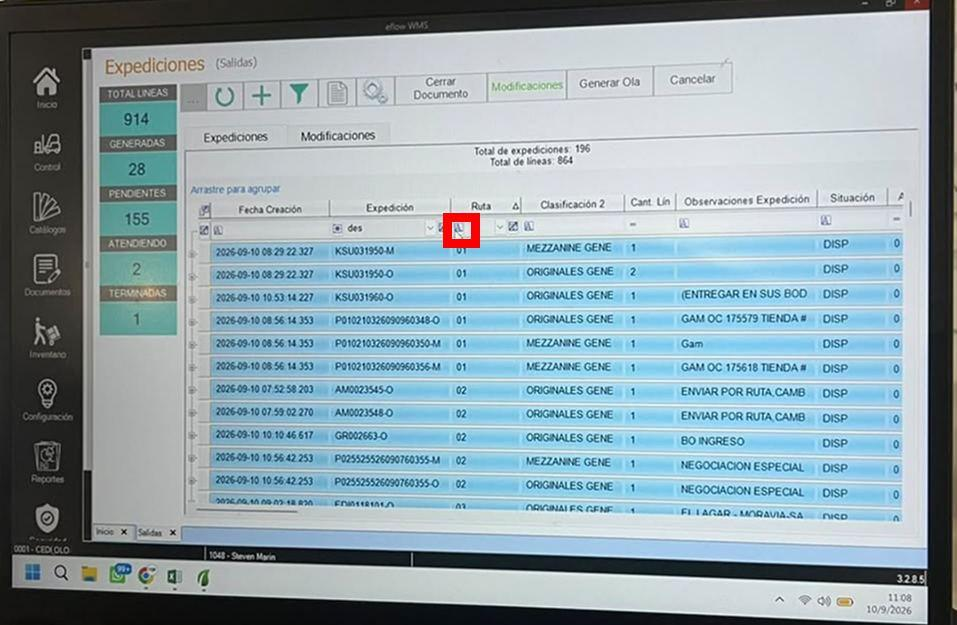 eflow WMS
Expediciones (Salidas)
Inicio
Control
Catálogos
Documentos
Inventario
Configuración
Reportes
TOTAL LINEAS
914
GENERADAS
28
PENDIENTES
155
ATENDIENDO
2
TERMINADAS
1
... Cerrar Documento Modificaciones Generar Ola Cancelar
Expediciones Modificaciones
Total de expediciones: 196
Total de líneas: 864
Arrastre para agrupar
Fecha Creación Expedición Ruta Clasificación 2 Cant. Lín Observaciones Expedición Situación A
des = =
2026-09-10 08:29:22.327 KSU031950-M 01 MEZZANINE GENE 1 DISP 0
2026-09-10 08:29:22.327 KSU031950-O 01 ORIGINALES GENE 2 DISP 0
2026-09-10 10:53:14.227 KSU031960-O 01 ORIGINALES GENE 1 (ENTREGAR EN SUS BOD DISP 0
2026-09-10 08:56:14.353 P010210326090960348-O 01 ORIGINALES GENE 1 GAM OC 175579 TIENDA # DISP 0
2026-09-10 08:56:14.353 P010210326090960350-M 01 MEZZANINE GENE 1 Gam DISP 0
2026-09-10 08:56:14.353 P010210326090960356-M 01 MEZZANINE GENE 1 GAM OC 175618 TIENDA # DISP 0
2026-09-10 07:52:58.203 AM0023545-O 02 ORIGINALES GENE 1 ENVIAR POR RUTA,CAMB DISP 0
2026-09-10 07:59:02.270 AM0023548-O 02 ORIGINALES GENE 1 ENVIAR POR RUTA,CAMB DISP 0
2026-09-10 10:10:46.617 GR002663-O 02 ORIGINALES GENE 1 BO INGRESO DISP 0
2026-09-10 10:56:42.253 P025525526090760355-M 02 MEZZANINE GENE 1 NEGOCIACION ESPECIAL DISP 0
2026-09-10 10:56:42.253 P025525526090760355-O 02 ORIGINALES GENE 1 NEGOCIACION ESPECIAL DISP 0
2026-09-10 09:02:18.820 EDI0118101-O 03 ORIGINALES GENE 1 EL LAGAR - MORAVIA-SA DISP 0
Inicio Salidas
0001 - CEDI OLO 1048 - Steven Marin
3.2.8.5
99+
11:08
10/9/2026